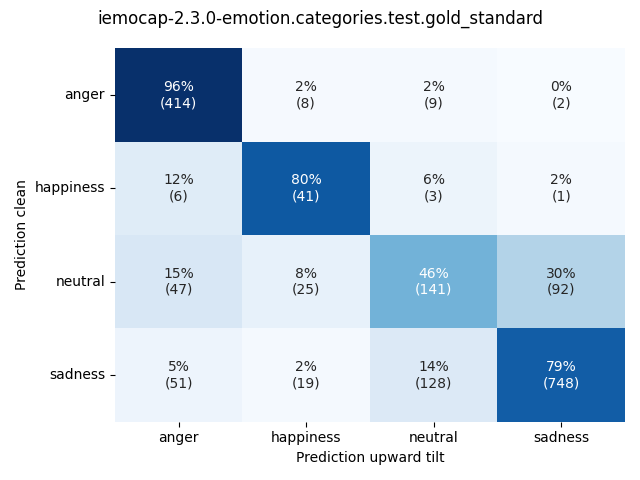 iemocap-2.3.0-emotion.categories.test.gold_standard
Prediction clean
anger
96% 2% 2% 0%
(414) (8) (9) (2)
happiness
12% 80% 6% 2%
(6) (41) (3) (1)
neutral
15% 8% 46% 30%
(47) (25) (141) (92)
sadness
5% 2% 14% 79%
(51) (19) (128) (748)
anger happiness neutral sadness
Prediction upward tilt